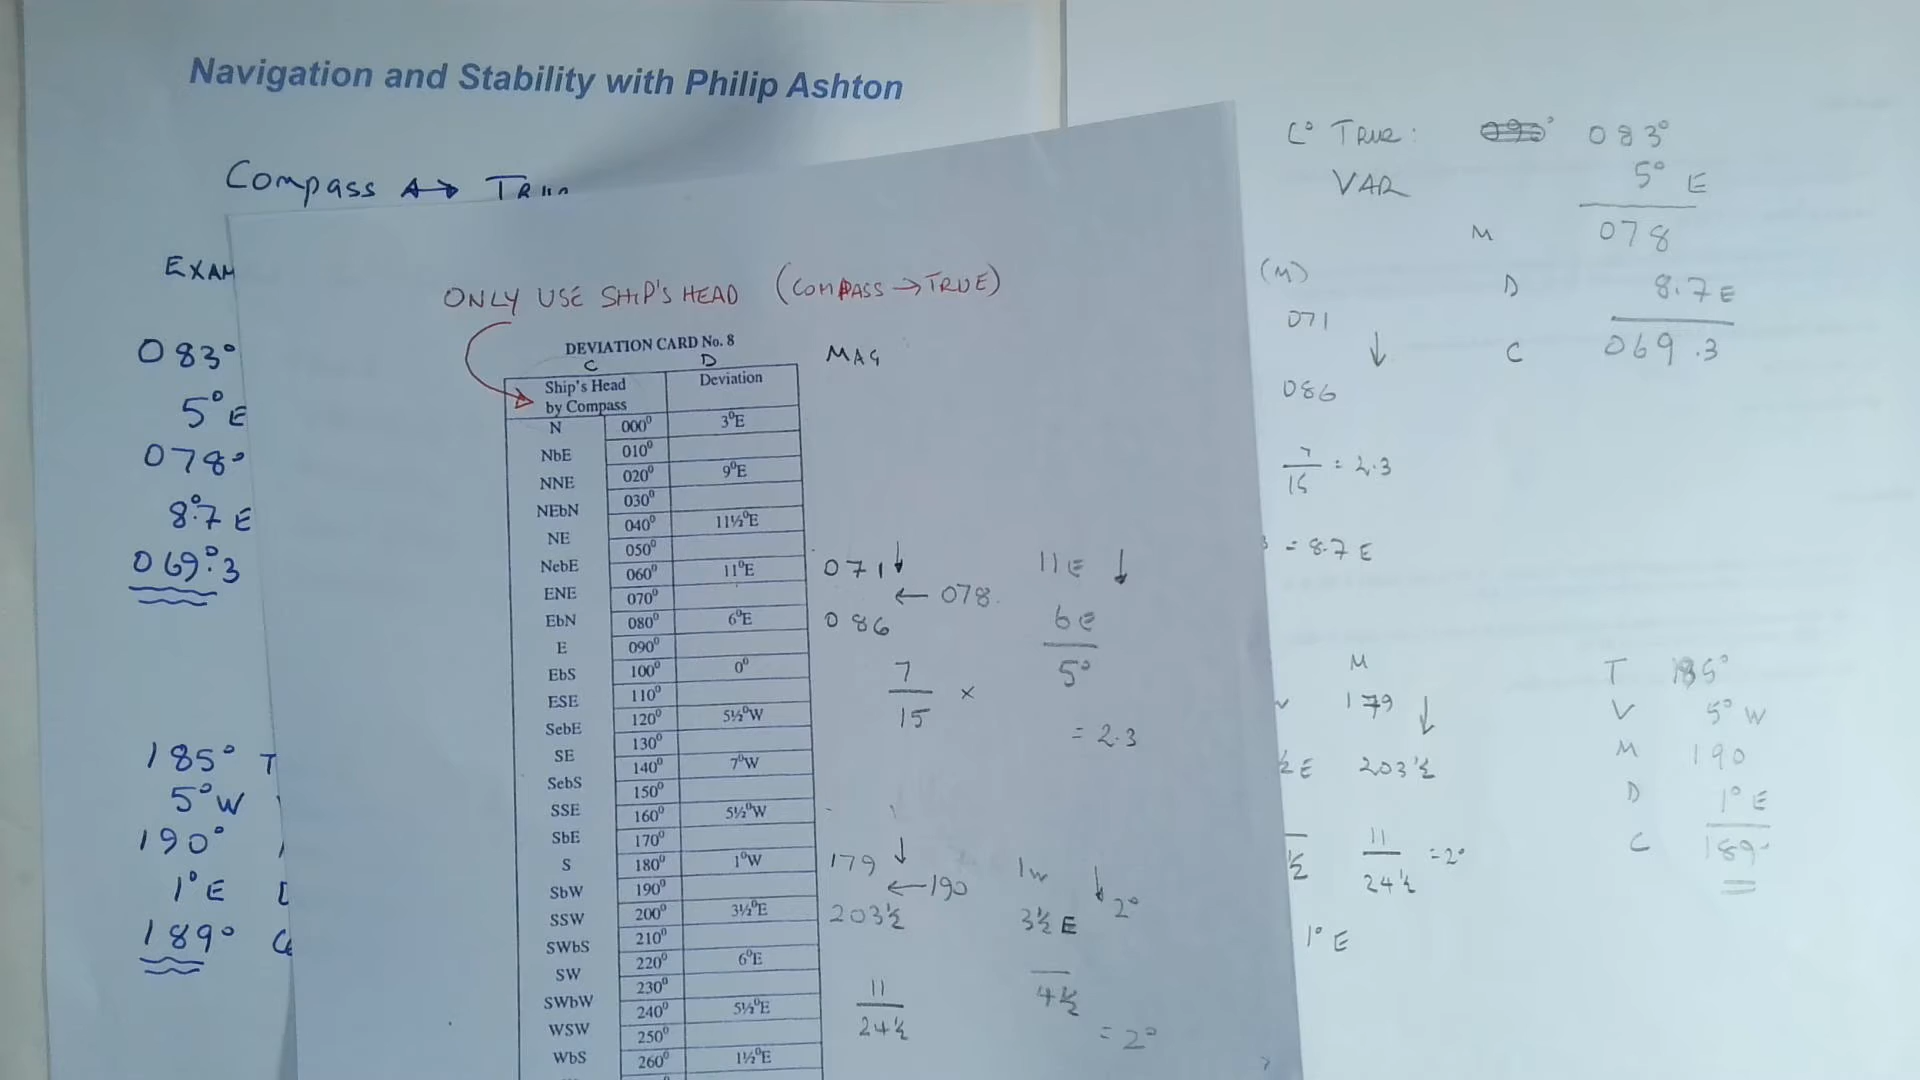 Navigation and Stability with Philip Ashton
Compass ↔
083°
5° E
078°
8°.7 E
069°.3
185° T
5° W
190°
1° E
189°
ONLY USE SHIP'S HEAD (COMPASS → TRUE)
DEVIATION CARD No. 8
C D MAG
Ship's Head by Compass Deviation
N 000° 3°E
NbE 010°
NNE 020° 9°E
NEbN 030°
NE 040° 11½°E
050°
NebE 060° 11°E
ENE 070°
EbN 080° 6°E
E 090°
EbS 100° 0°
ESE 110°
SebE 120° 5½°W
130°
SE 140° 7°W
SebS 150°
SSE 160° 5½°W
SbE 170°
S 180° 1°W
SbW 190°
SSW 200° 3½°E
210°
SWbS 220° 6°E
SW 230°
SWbW 240° 5½°E
WSW 250°
WbS 260° 1½°E
071 ↓ 11E ↓
← 078.
086 6E
7/15 × 5°
= 2.3
179 ↓ 1W ↓ 2°
← 190
203½ 3½ E
11/24½ 4½
= 2°
C° TRUE: 083°
VAR 5° E
M 078
D 8.7E
C 069.3
(M)
071 ↓
086
7/15 = 2.3
= 8.7 E
M
179 ↓
½ E 203½
½ 11/24½ = 2°
1° E
T 185°
V 5° W
M 190
D 1° E
C 189°